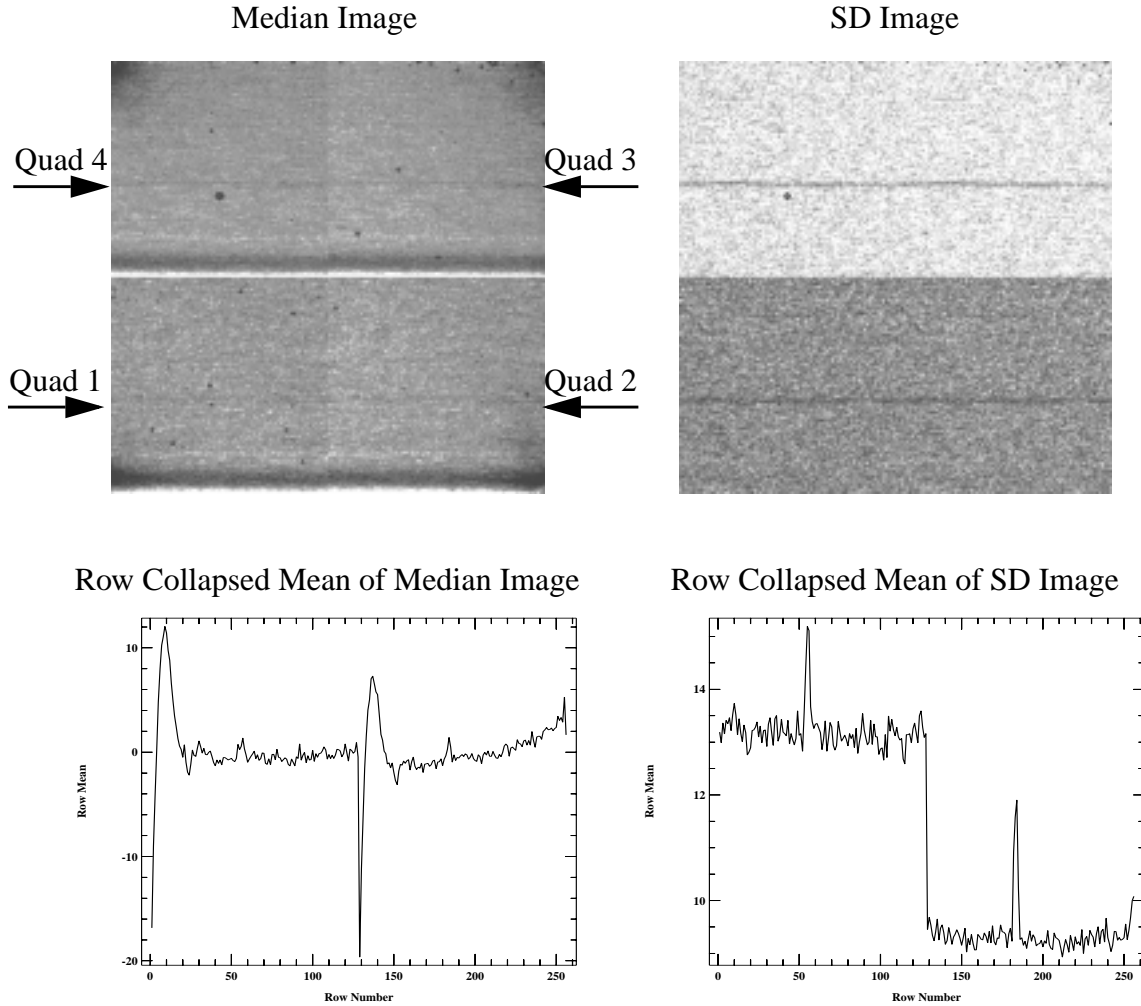 Median Image
SD Image
Quad 4
Quad 3
Quad 1
Quad 2
Row Collapsed Mean of Median Image
Row Collapsed Mean of SD Image
10
0
-10
-20
Row Mean
0
50
100
150
200
250
Row Number
14
12
10
Row Mean
0
50
100
150
200
250
Row Number